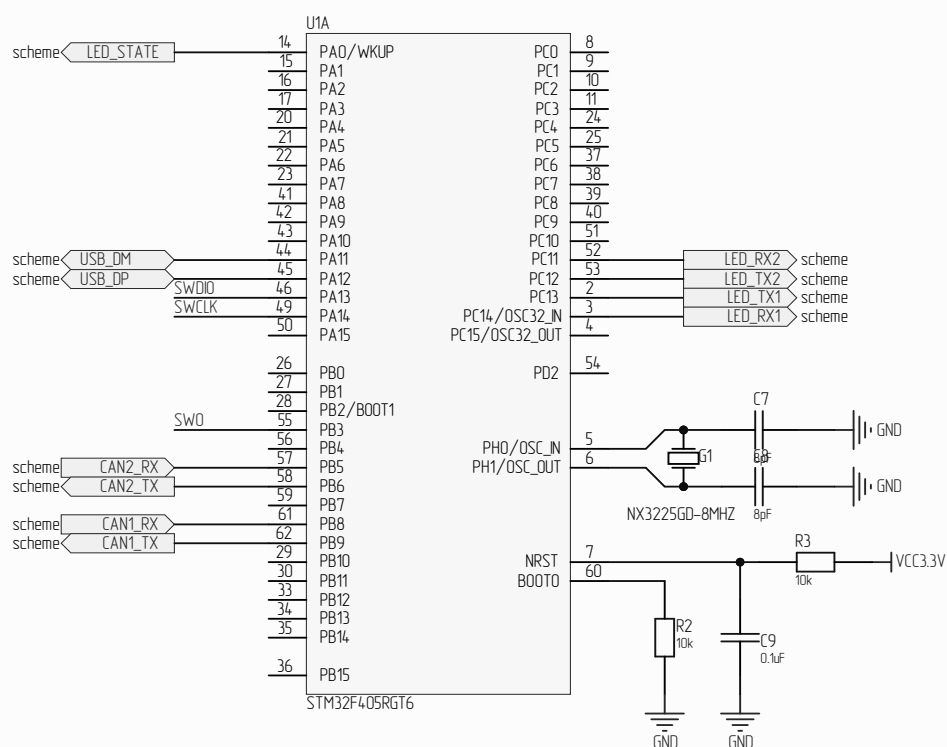 U1A
scheme LED_STATE 14 PA0/WKUP PC0 8
15 PA1 PC1 9
16 PA2 PC2 10
17 PA3 PC3 11
20 PA4 PC4 24
21 PA5 PC5 25
22 PA6 PC6 37
23 PA7 PC7 38
41 PA8 PC8 39
42 PA9 PC9 40
43 PA10 PC10 51
scheme USB_DM 44 PA11 PC11 52 LED_RX2 scheme
scheme USB_DP 45 PA12 PC12 53 LED_TX2 scheme
SWDIO 46 PA13 PC13 2 LED_TX1 scheme
SWCLK 49 PA14 PC14/OSC32_IN 3 LED_RX1 scheme
50 PA15 PC15/OSC32_OUT 4
26 PB0 PD2 54
27 PB1
28 PB2/BOOT1
C7
SWO 55 PB3 GND
56 PB4 PH0/OSC_IN 5
G1 8pF C8
scheme CAN2_RX 57 PB5 PH1/OSC_OUT 6
scheme CAN2_TX 58 PB6 GND
59 PB7
NX3225GD-8MHZ 8pF
scheme CAN1_RX 61 PB8
scheme CAN1_TX 62 PB9
R3
29 PB10 NRST 7 VCC3.3V
30 PB11 BOOT0 60 10k
33 PB12
34 PB13
R2
35 PB14 10k C9
0.1uF
36 PB15
STM32F405RGT6
GND GND